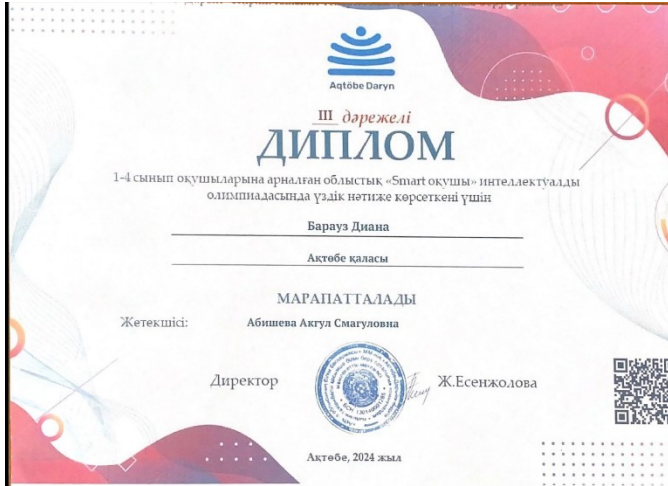 Aqtöbe Daryn
III дәрежелі
ДИПЛОМ
1-4 сынып оқушыларына арналған облыстық «Smart оқушы» интеллектуалды
олимпиадасында үздік нәтиже көрсеткені үшін
Барауз Диана
Ақтөбе қаласы
МАРАПАТТАЛАДЫ
Жетекшісі: Абишева Акгул Смагуловна
Директор Ж.Есенжолова
Ақтөбе, 2024 жыл